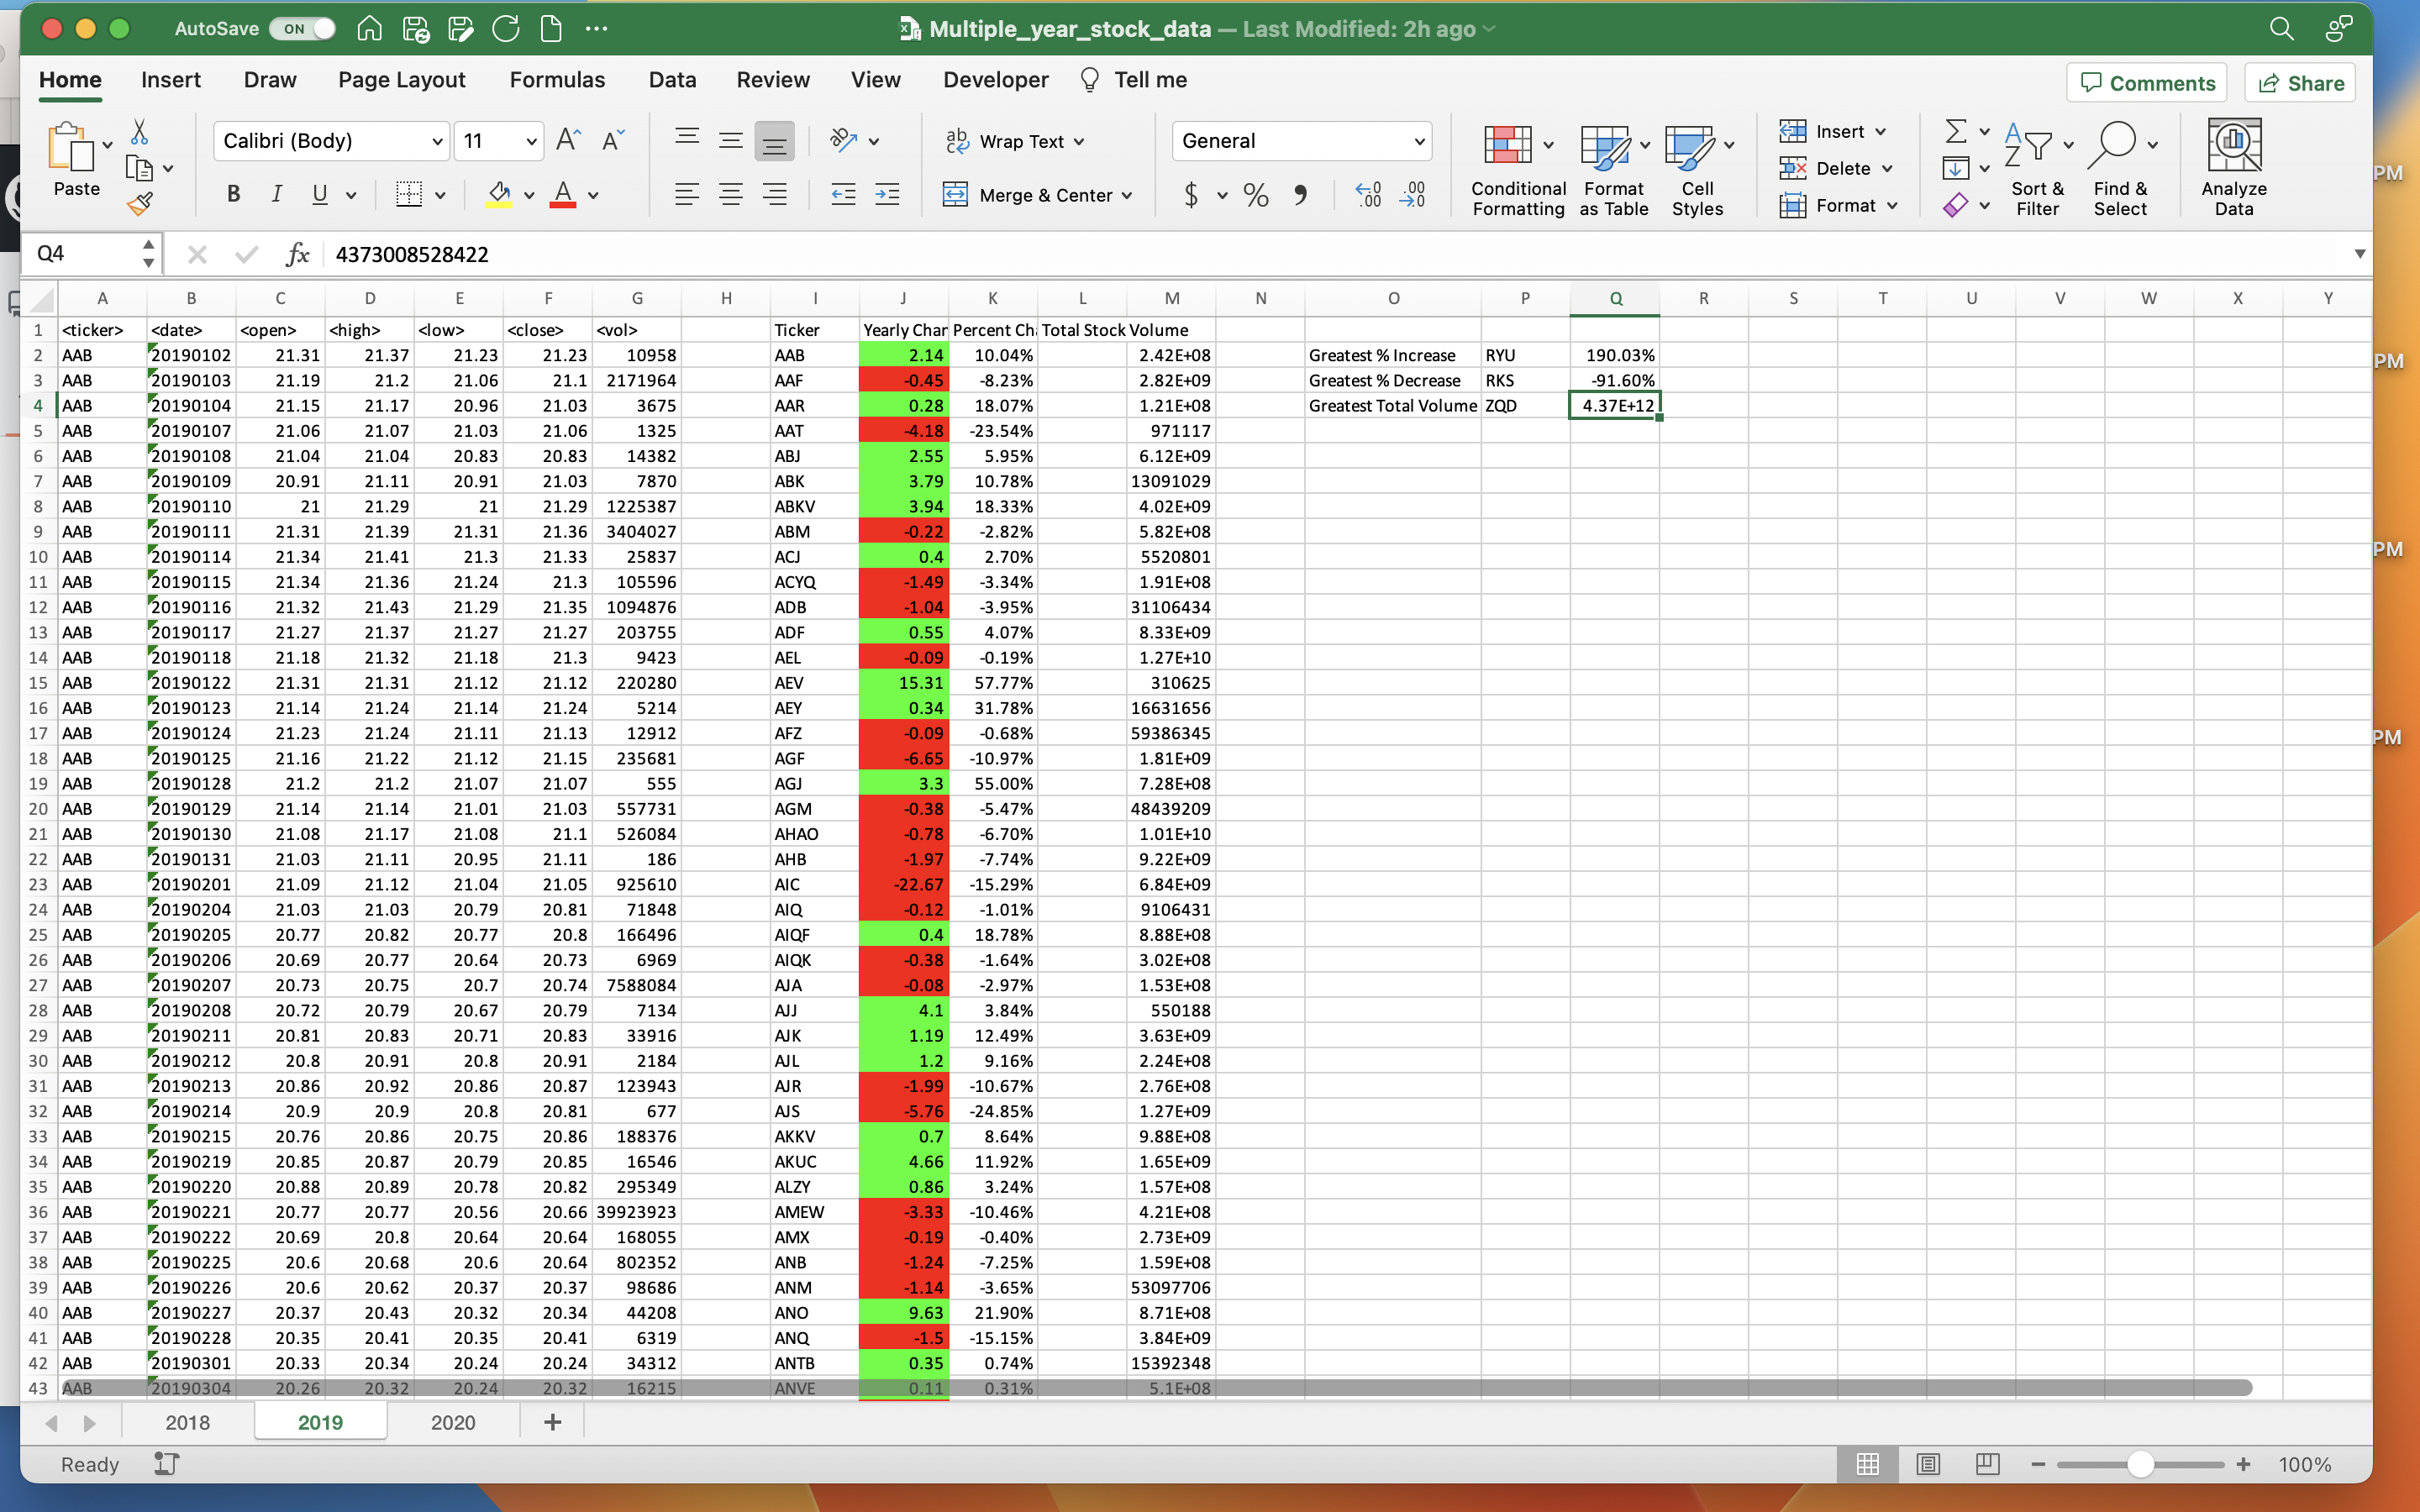 AutoSave ON Multiple_year_stock_data — Last Modified: 2h ago
Home Insert Draw Page Layout Formulas Data Review View Developer Tell me Comments Share
Paste
Calibri (Body) 11
B I U A
ab c Wrap Text
Merge & Center
General
$ % 9 .00 .00
Conditional Formatting
Format as Table
Cell Styles
Insert
Delete
Format
Sort & Filter
Find & Select
Analyze Data
Q4 fx 4373008528422
A B C D E F G H I J K L M N O P Q R S T U V W X Y
1 <ticker> <date> <open> <high> <low> <close> <vol> Ticker Yearly Char Percent Ch Total Stock Volume
2 AAB 20190102 21.31 21.37 21.23 21.23 10958 AAB 2.14 10.04% 2.42E+08 Greatest % Increase RYU 190.03%
3 AAB 20190103 21.19 21.2 21.06 21.1 2171964 AAF -0.45 -8.23% 2.82E+09 Greatest % Decrease RKS -91.60%
4 AAB 20190104 21.15 21.17 20.96 21.03 3675 AAR 0.28 18.07% 1.21E+08 Greatest Total Volume ZQD 4.37E+12
5 AAB 20190107 21.06 21.07 21.03 21.06 1325 AAT -4.18 -23.54% 971117
6 AAB 20190108 21.04 21.04 20.83 20.83 14382 ABJ 2.55 5.95% 6.12E+09
7 AAB 20190109 20.91 21.11 20.91 21.03 7870 ABK 3.79 10.78% 13091029
8 AAB 20190110 21 21.29 21 21.29 1225387 ABKV 3.94 18.33% 4.02E+09
9 AAB 20190111 21.31 21.39 21.31 21.36 3404027 ABM -0.22 -2.82% 5.82E+08
10 AAB 20190114 21.34 21.41 21.3 21.33 25837 ACJ 0.4 2.70% 5520801
11 AAB 20190115 21.34 21.36 21.24 21.3 105596 ACYQ -1.49 -3.34% 1.91E+08
12 AAB 20190116 21.32 21.43 21.29 21.35 1094876 ADB -1.04 -3.95% 31106434
13 AAB 20190117 21.27 21.37 21.27 21.27 203755 ADF 0.55 4.07% 8.33E+09
14 AAB 20190118 21.18 21.32 21.18 21.3 9423 AEL -0.09 -0.19% 1.27E+10
15 AAB 20190122 21.31 21.31 21.12 21.12 220280 AEV 15.31 57.77% 310625
16 AAB 20190123 21.14 21.24 21.14 21.24 5214 AEY 0.34 31.78% 16631656
17 AAB 20190124 21.23 21.24 21.11 21.13 12912 AFZ -0.09 -0.68% 59386345
18 AAB 20190125 21.16 21.22 21.12 21.15 235681 AGF -6.65 -10.97% 1.81E+09
19 AAB 20190128 21.2 21.2 21.07 21.07 555 AGJ 3.3 55.00% 7.28E+08
20 AAB 20190129 21.14 21.14 21.01 21.03 557731 AGM -0.38 -5.47% 48439209
21 AAB 20190130 21.08 21.17 21.08 21.1 526084 AHAO -0.78 -6.70% 1.01E+10
22 AAB 20190131 21.03 21.11 20.95 21.11 186 AHB -1.97 -7.74% 9.22E+09
23 AAB 20190201 21.09 21.12 21.04 21.05 925610 AIC -22.67 -15.29% 6.84E+09
24 AAB 20190204 21.03 21.03 20.79 20.81 71848 AIQ -0.12 -1.01% 9106431
25 AAB 20190205 20.77 20.82 20.77 20.8 166496 AIQF 0.4 18.78% 8.88E+08
26 AAB 20190206 20.69 20.77 20.64 20.73 6969 AIQK -0.38 -1.64% 3.02E+08
27 AAB 20190207 20.73 20.75 20.7 20.74 7588084 AJA -0.08 -2.97% 1.53E+08
28 AAB 20190208 20.72 20.79 20.67 20.79 7134 AJJ 4.1 3.84% 550188
29 AAB 20190211 20.81 20.83 20.71 20.83 33916 AJK 1.19 12.49% 3.63E+09
30 AAB 20190212 20.8 20.91 20.8 20.91 2184 AJL 1.2 9.16% 2.24E+08
31 AAB 20190213 20.86 20.92 20.86 20.87 123943 AJR -1.99 -10.67% 2.76E+08
32 AAB 20190214 20.9 20.9 20.8 20.81 677 AJS -5.76 -24.85% 1.27E+09
33 AAB 20190215 20.76 20.86 20.75 20.86 188376 AKKV 0.7 8.64% 9.88E+08
34 AAB 20190219 20.85 20.87 20.79 20.85 16546 AKUC 4.66 11.92% 1.65E+09
35 AAB 20190220 20.88 20.89 20.78 20.82 295349 ALZY 0.86 3.24% 1.57E+08
36 AAB 20190221 20.77 20.77 20.56 20.66 39923923 AMEW -3.33 -10.46% 4.21E+08
37 AAB 20190222 20.69 20.8 20.64 20.64 168055 AMX -0.19 -0.40% 2.73E+09
38 AAB 20190225 20.6 20.68 20.6 20.64 802352 ANB -1.24 -7.25% 1.59E+08
39 AAB 20190226 20.6 20.62 20.37 20.37 98686 ANM -1.14 -3.65% 53097706
40 AAB 20190227 20.37 20.43 20.32 20.34 44208 ANO 9.63 21.90% 8.71E+08
41 AAB 20190228 20.35 20.41 20.35 20.41 6319 ANQ -1.5 -15.15% 3.84E+09
42 AAB 20190301 20.33 20.34 20.24 20.24 34312 ANTB 0.35 0.74% 15392348
43 AAB 20190304 20.26 20.32 20.24 20.32 16215 ANVE 0.11 0.31% 5.1E+08
2018 2019 2020 +
Ready 100%
PM
PM
PM
PM